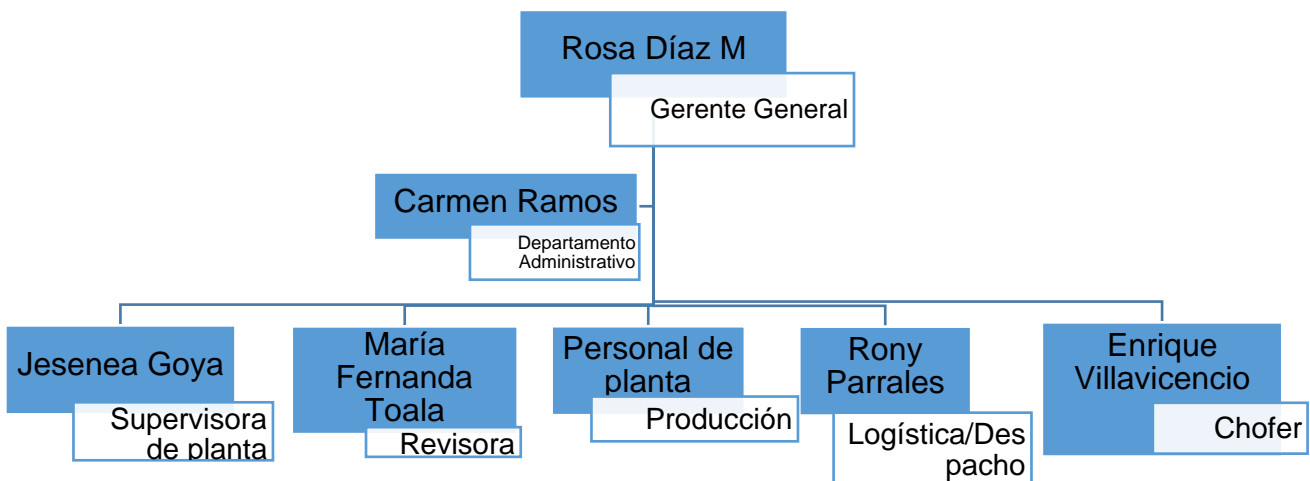 Rosa Díaz M
Gerente General
Carmen Ramos
Departamento
Administrativo
Jesenea Goya
Supervisora
de planta
María
Fernanda
Toala
Revisora
Personal de
planta
Producción
Rony
Parrales
Logística/Des
pacho
Enrique
Villavicencio
Chofer